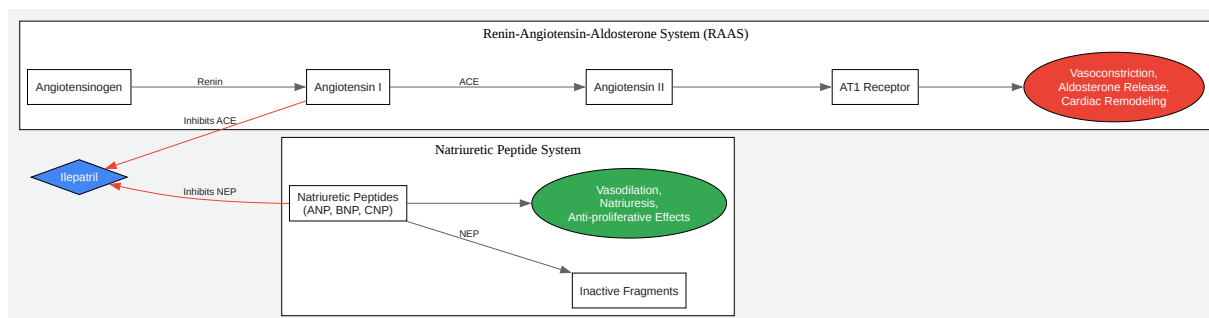 Renin-Angiotensin-Aldosterone System (RAAS)
Angiotensinogen
Renin
Angiotensin I
ACE
Angiotensin II
AT1 Receptor
Vasoconstriction,
Aldosterone Release,
Cardiac Remodeling
Inhibits ACE
Ilepatril
Inhibits NEP
Natriuretic Peptide System
Natriuretic Peptides
(ANP, BNP, CNP)
Vasodilation,
Natriuresis,
Anti-proliferative Effects
NEP
Inactive Fragments